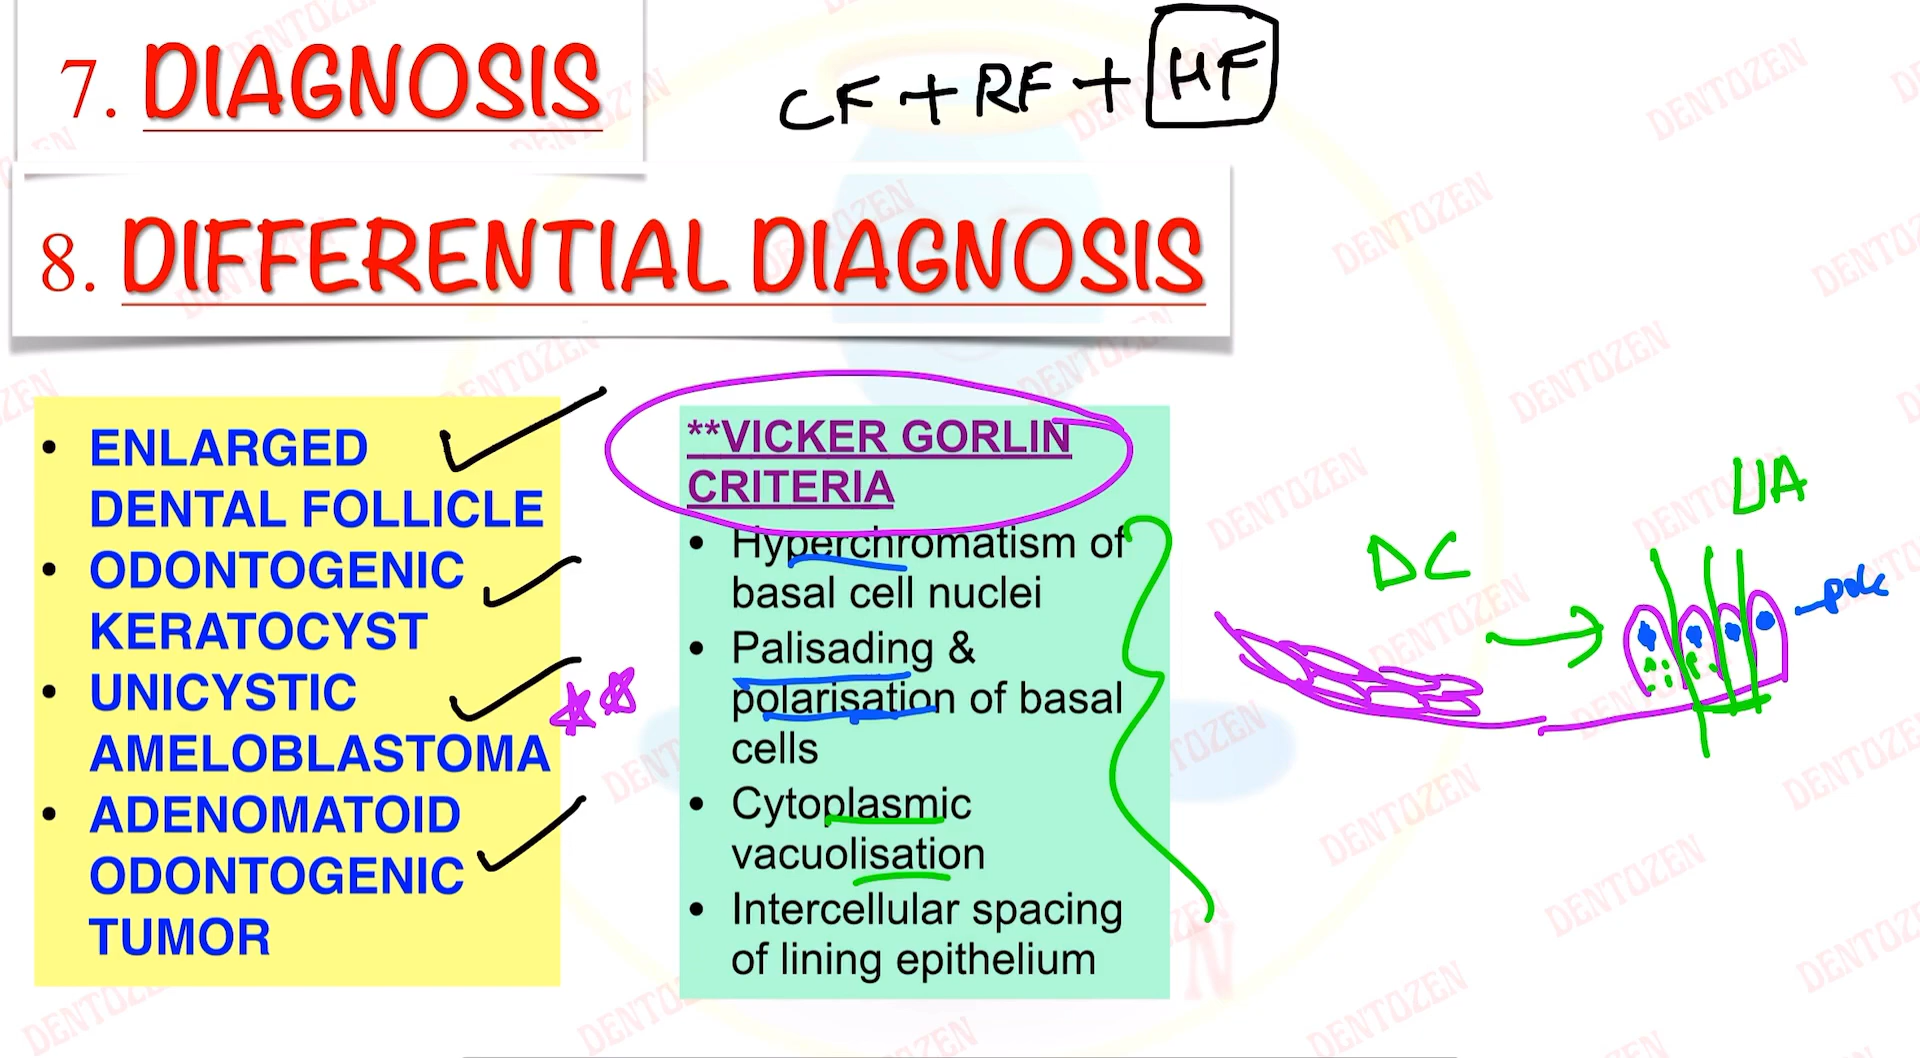 7. DIAGNOSIS
CF + RF + HF
8. DIFFERENTIAL DIAGNOSIS
• ENLARGED
DENTAL FOLLICLE
• ODONTOGENIC
KERATOCYST
• UNICYSTIC
AMELOBLASTOMA
• ADENOMATOID
ODONTOGENIC
TUMOR
**VICKER GORLIN
CRITERIA
• Hyperchromatism of
basal cell nuclei
• Palisading &
polarisation of basal
cells
• Cytoplasmic
vacuolisation
• Intercellular spacing
of lining epithelium
DC
UA
DENTOZEN